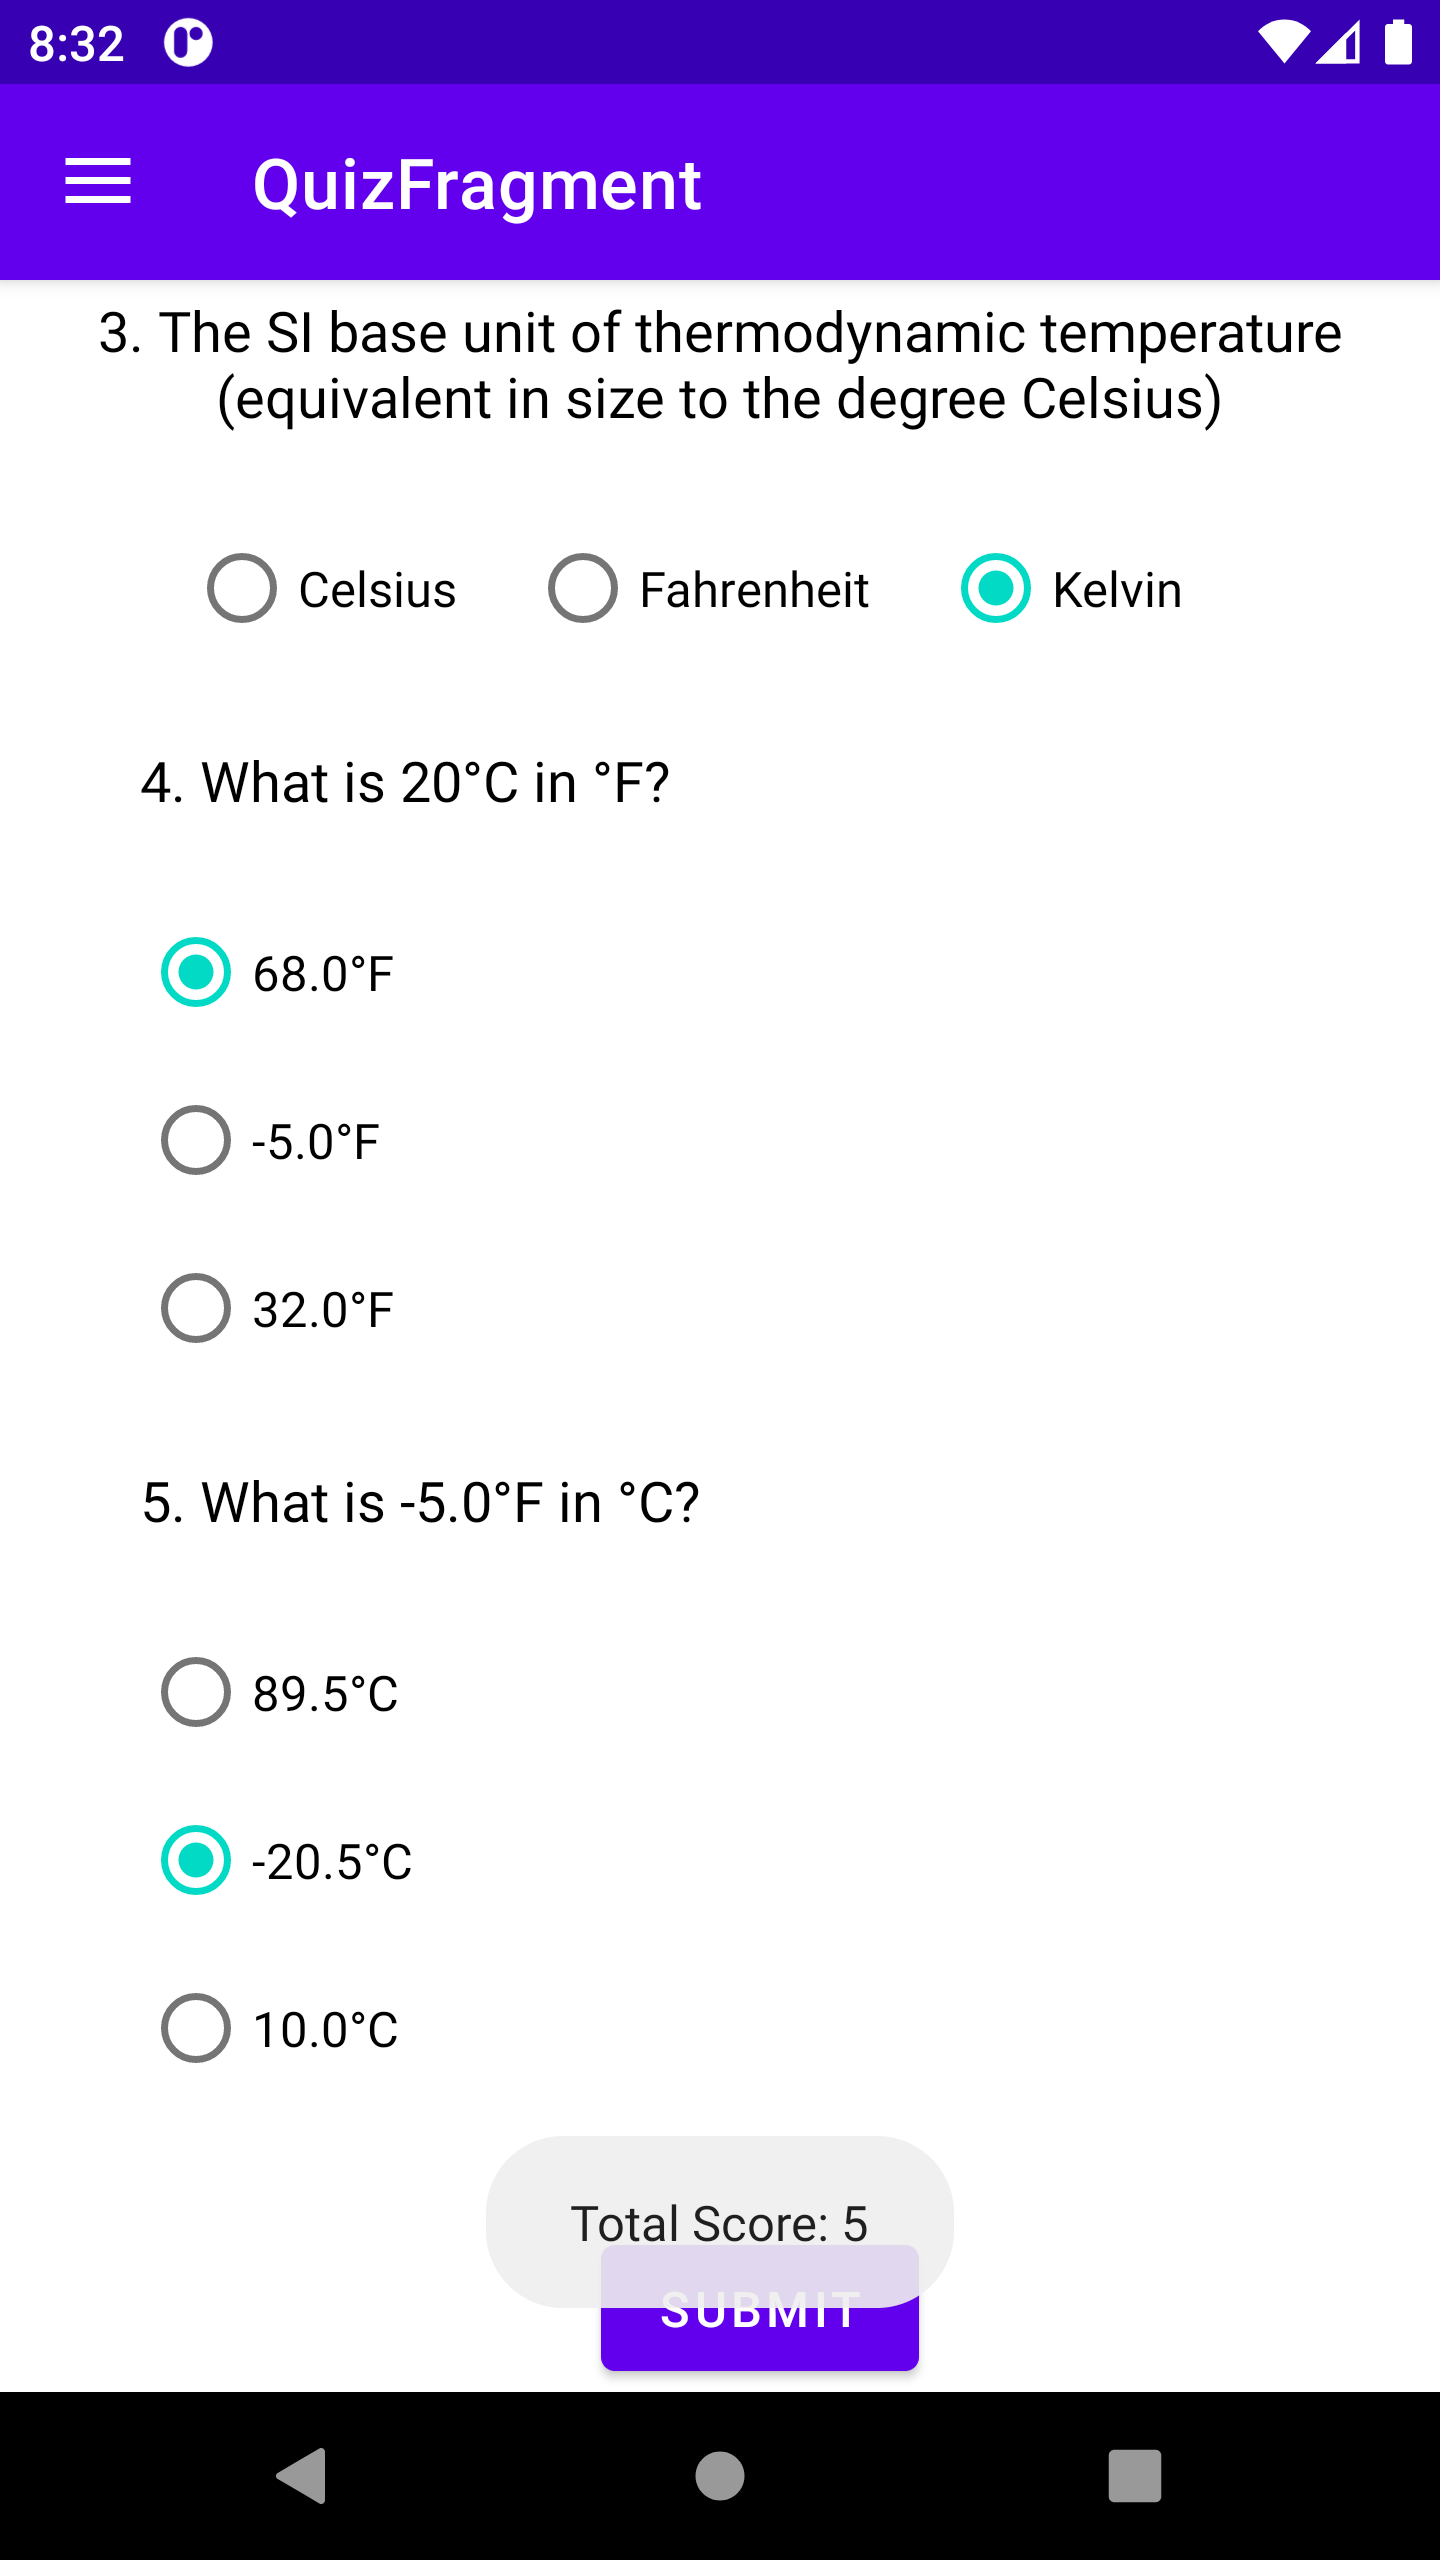 8:32
QuizFragment
3. The SI base unit of thermodynamic temperature
(equivalent in size to the degree Celsius)
Celsius
Fahrenheit
Kelvin
4. What is 20°C in °F?
68.0°F
-5.0°F
32.0°F
5. What is -5.0°F in °C?
89.5°C
-20.5°C
10.0°C
Total Score: 5
SUBMIT